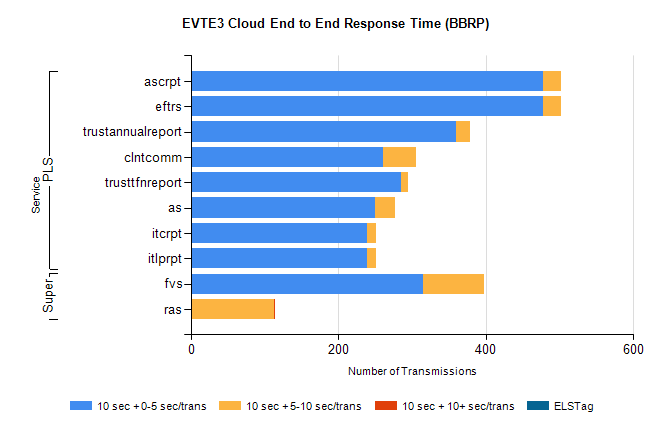 EVTE3 Cloud End to End Response Time (BBRP)
Service
PLS
Super
ascrpt
eftrs
trustannualreport
clntcomm
trusttfnreport
as
itcrpt
itlprpt
fvs
ras
0 200 400 600
Number of Transmissions
10 sec +0-5 sec/trans 10 sec +5-10 sec/trans 10 sec + 10+ sec/trans ELSTag